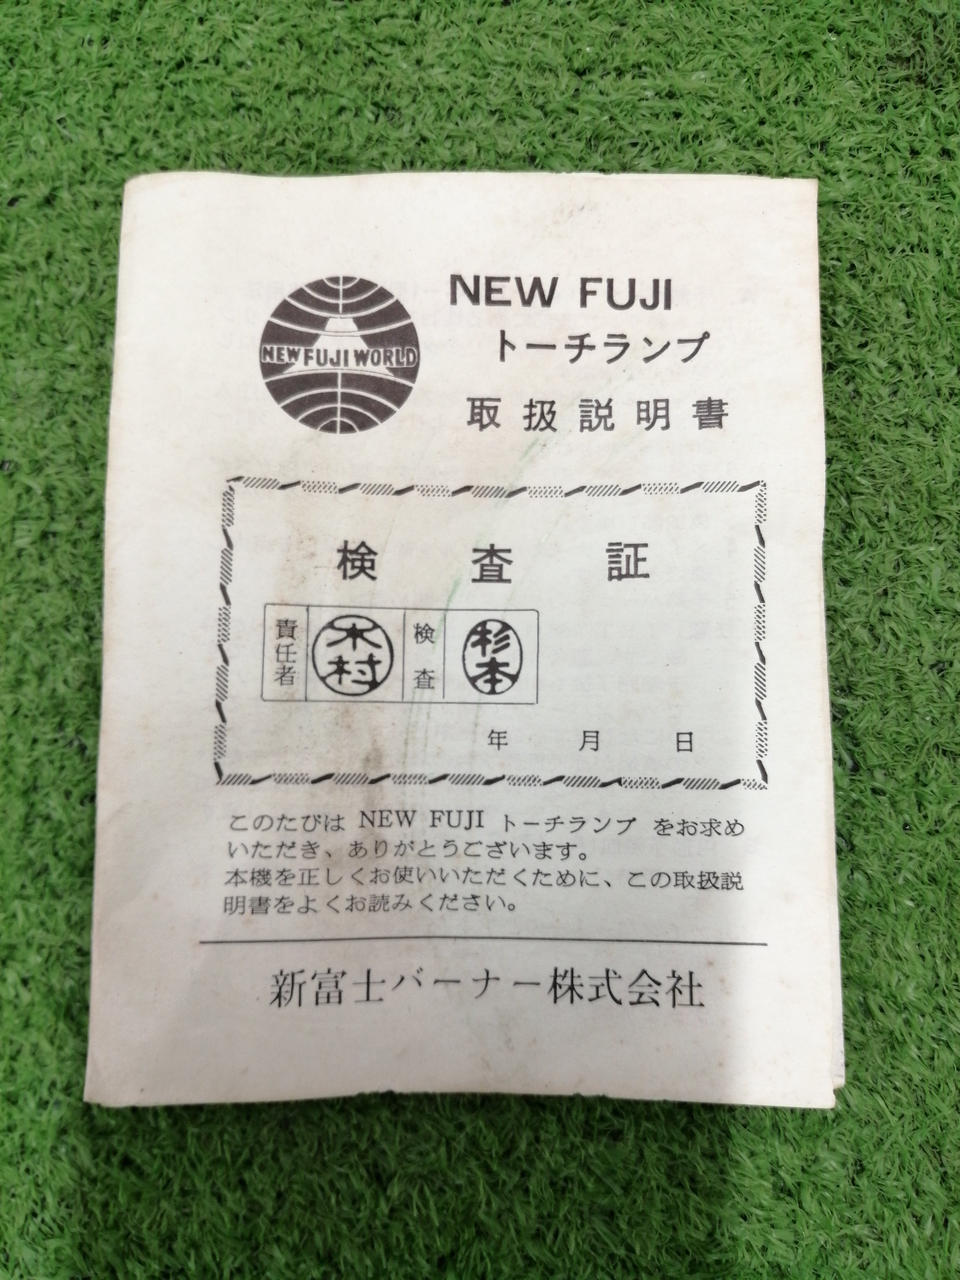 NEW FUJI WORLD
NEW FUJI
トーチランプ
取扱説明書
検査証
責任者 木村 検査 杉本
年 月 日
このたびは NEW FUJI トーチランプ をお求め
いただき、ありがとうございます。
本機を正しくお使いいただくために、この取扱説
明書をよくお読みください。
新富士バーナー株式会社